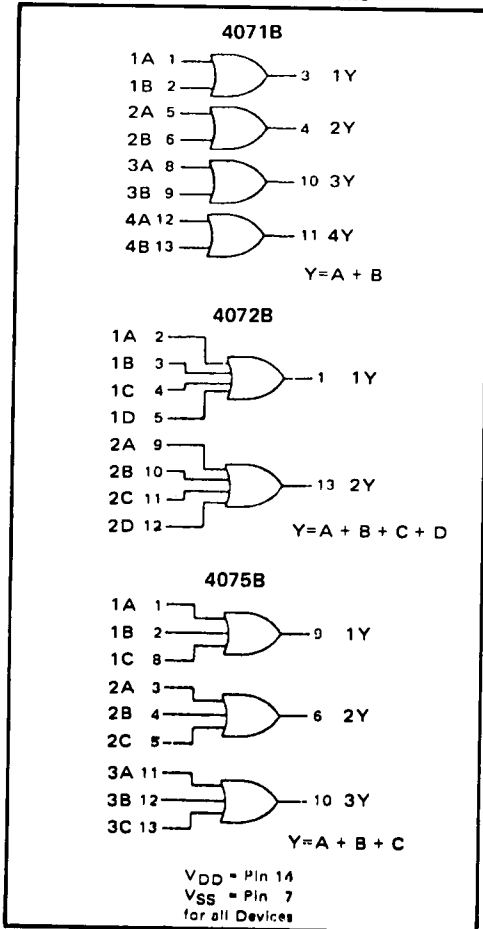 4071B
1A 1
1B 2
3 1Y
2A 5
2B 6
4 2Y
3A 8
3B 9
10 3Y
4A 12
4B 13
11 4Y
Y=A + B
4072B
1A 2
1B 3
1C 4
1D 5
1 1Y
2A 9
2B 10
2C 11
2D 12
13 2Y
Y=A + B + C + D
4075B
1A 1
1B 2
1C 8
9 1Y
2A 3
2B 4
2C 5
6 2Y
3A 11
3B 12
3C 13
10 3Y
Y=A + B + C
VDD = Pin 14
VSS = Pin 7
for all Devices